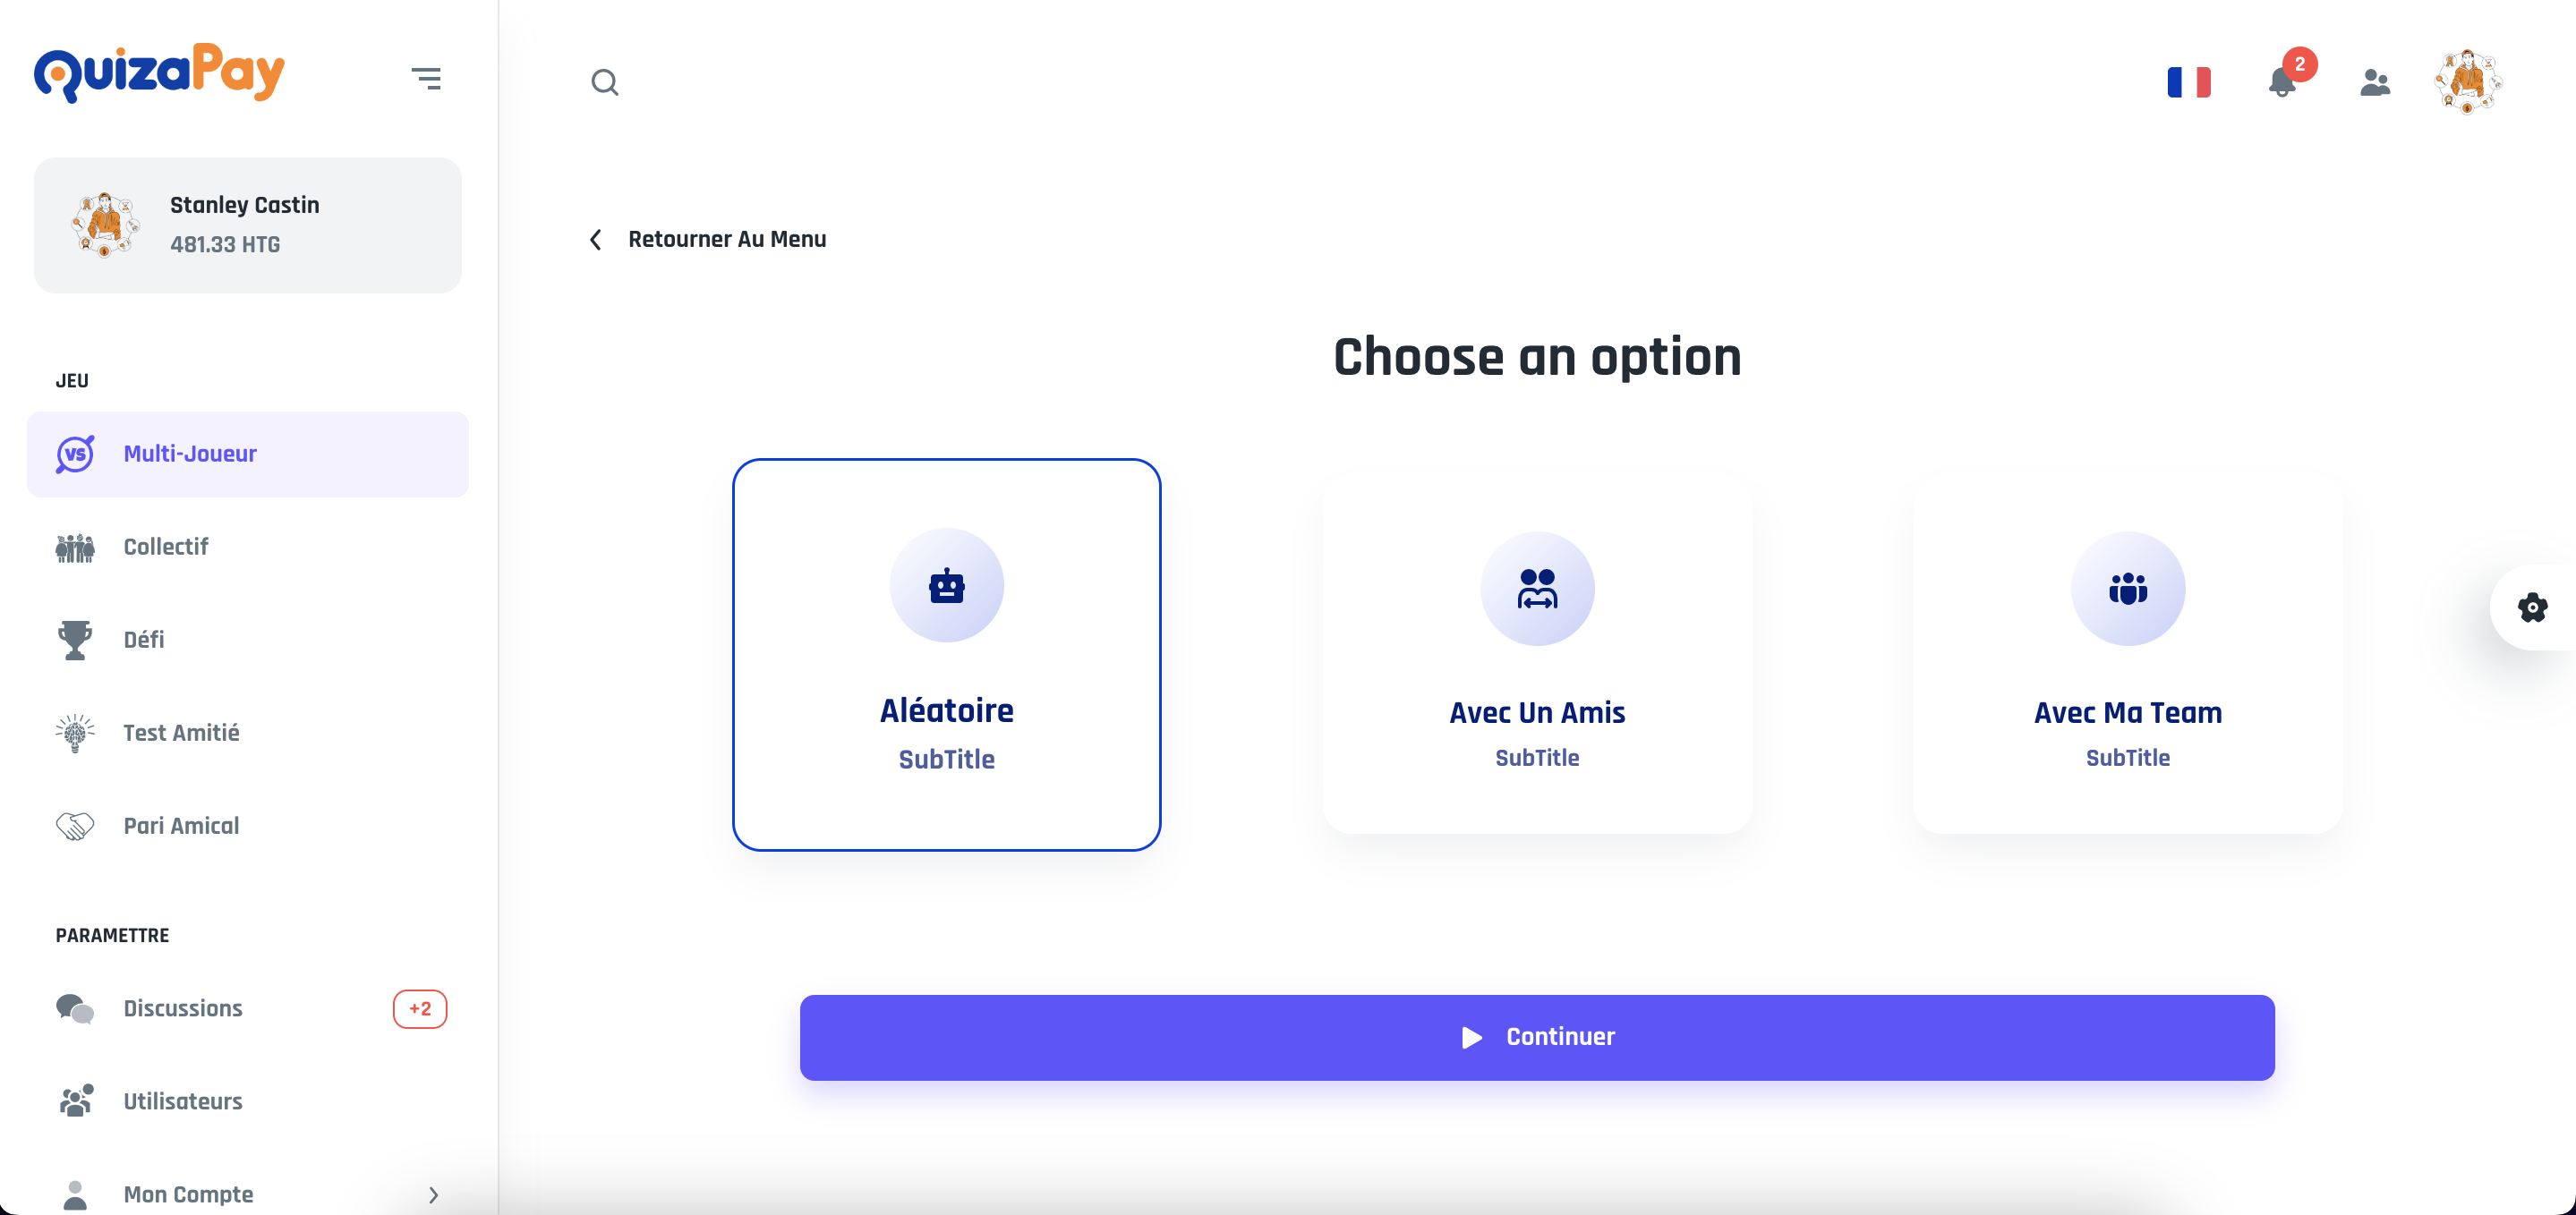 QuizaPay
2
Stanley Castin
481.33 HTG
Retourner Au Menu
Choose an option
JEU
VS
Multi-Joueur
Collectif
Défi
Test Amitié
Pari Amical
Aléatoire
SubTitle
Avec Un Amis
SubTitle
Avec Ma Team
SubTitle
PARAMETTRE
Discussions
+2
Utilisateurs
Mon Compte
Continuer